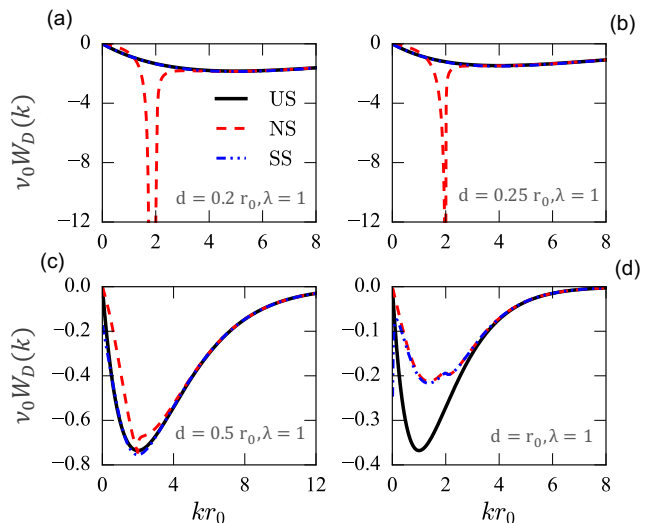 (a)
(b)
0
−4
−8
−12
ν₀W_D(k)
US
NS
SS
d = 0.2 r₀,λ = 1
0 2 4 6 8
0
−4
−8
−12
d = 0.25 r₀,λ = 1
0 2 4 6 8
(c)
(d)
0.0
−0.2
−0.4
−0.6
−0.8
ν₀W_D(k)
d = 0.5 r₀,λ = 1
0 4 8 12
kr₀
0.0
−0.1
−0.2
−0.3
−0.4
d = r₀,λ = 1
0 2 4 6 8
kr₀